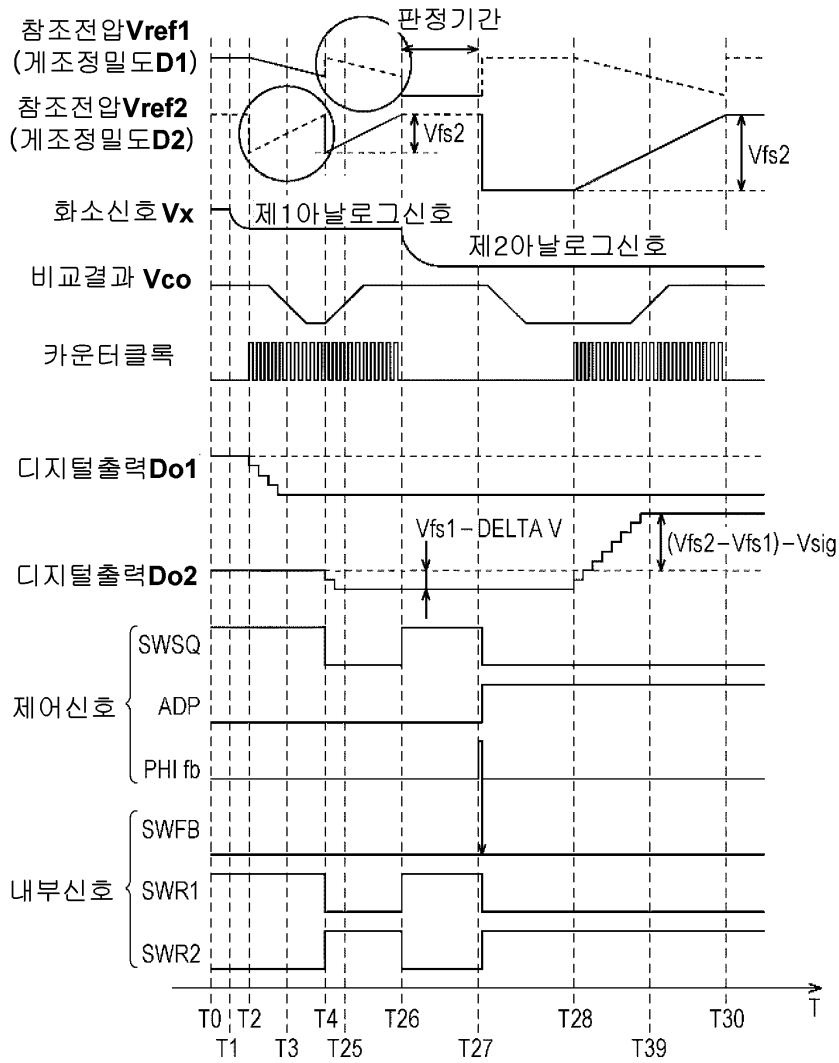 참조전압Vref1
(게조정밀도D1)
판정기간
참조전압Vref2
(게조정밀도D2)
Vfs2
Vfs2
화소신호Vx
제1아날로그신호
제2아날로그신호
비교결과 Vco
카운터클록
디지털출력Do1
Vfs1-DELTA V
(Vfs2-Vfs1)-Vsig
디지털출력Do2
제어신호
SWSQ
ADP
PHI fb
내부신호
SWFB
SWR1
SWR2
T
T0 T2 T4 T26 T28 T30
T1 T3 T25 T27 T39